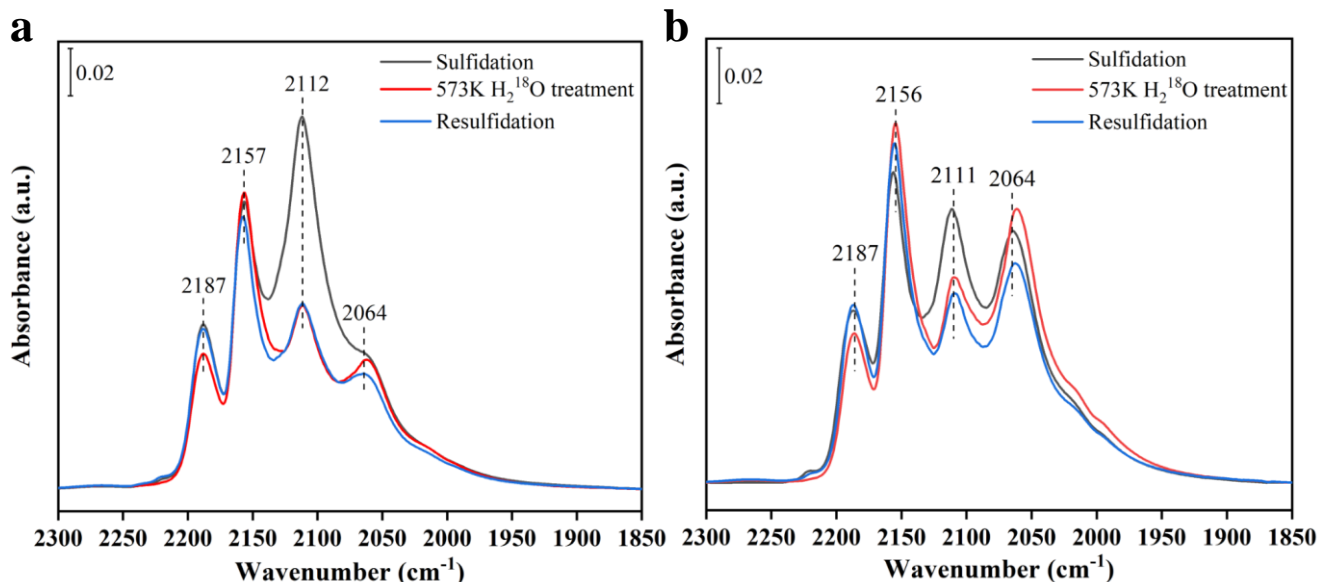 a
0.02
Sulfidation
573K H₂¹⁸O treatment
Resulfidation
2112
2157
2187
2064
Absorbance (a.u.)
2300 2250 2200 2150 2100 2050 2000 1950 1900 1850
Wavenumber (cm⁻¹)
b
0.02
Sulfidation
573K H₂¹⁸O treatment
Resulfidation
2156
2111
2064
2187
Absorbance (a.u.)
2300 2250 2200 2150 2100 2050 2000 1950 1900 1850
Wavenumber (cm⁻¹)